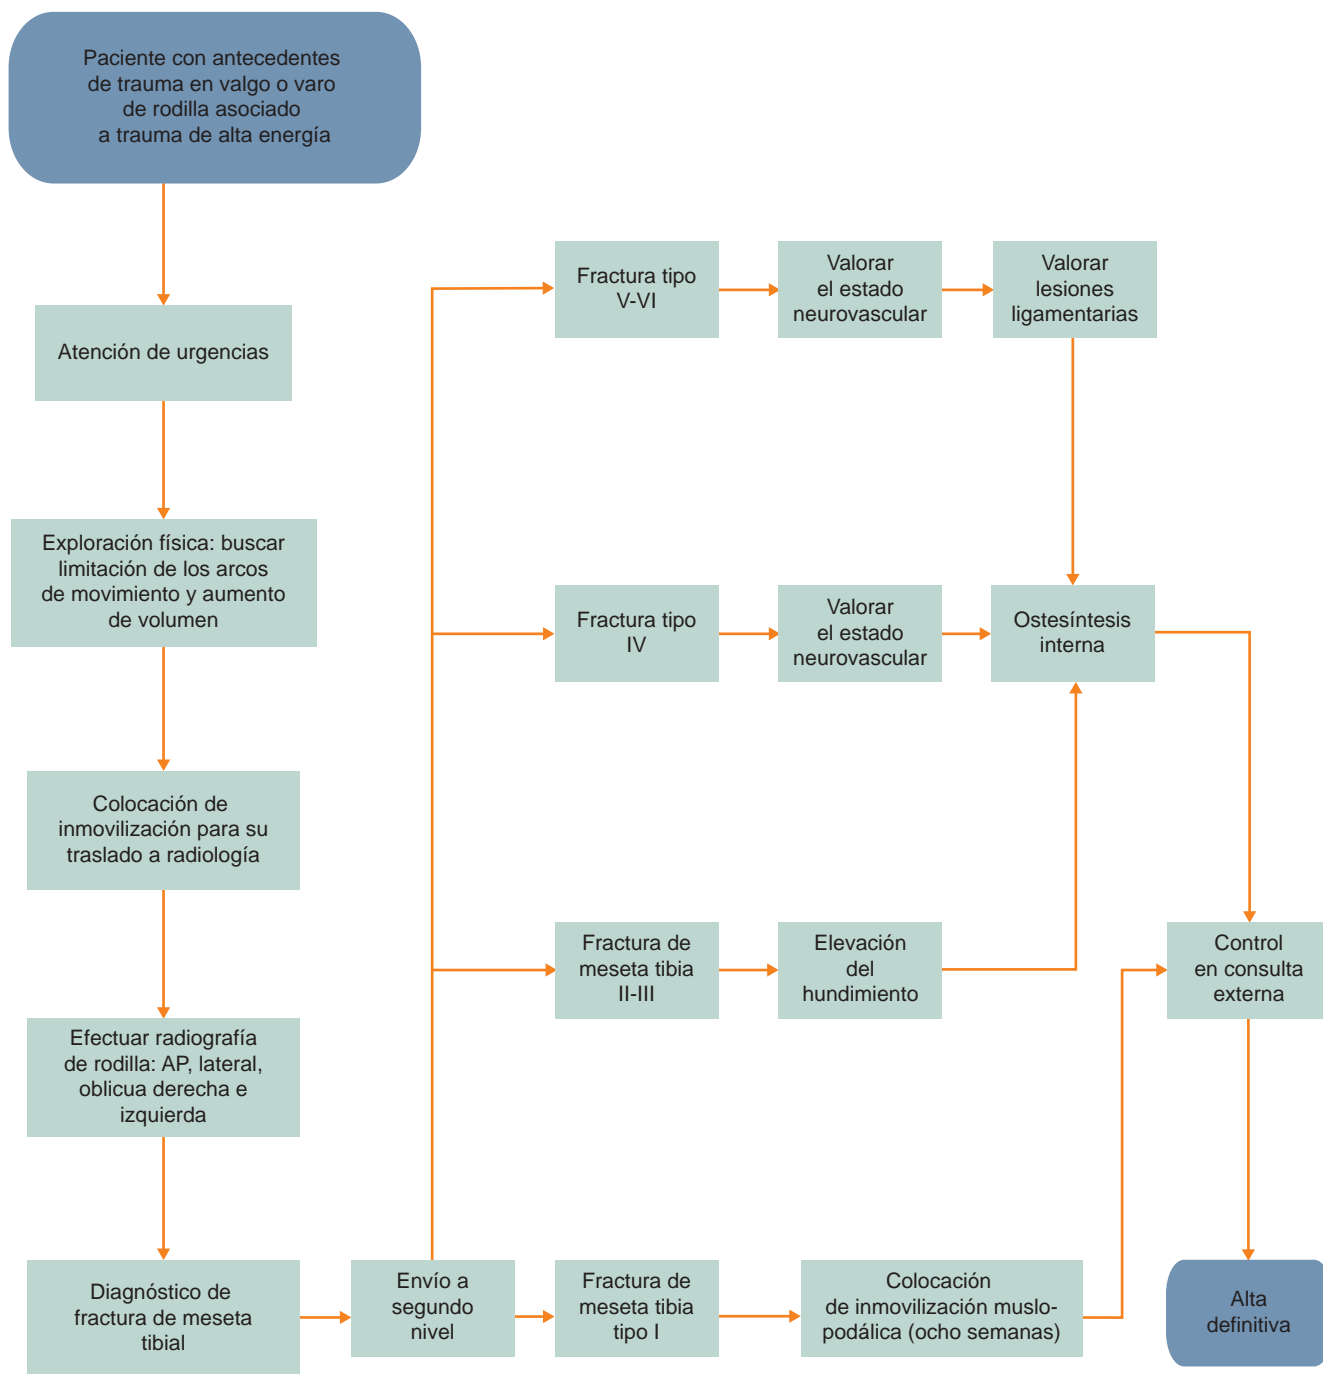 Paciente con antecedentes
de trauma en valgo o varo
de rodilla asociado
a trauma de alta energía
Atención de urgencias
Exploración física: buscar
limitación de los arcos
de movimiento y aumento
de volumen
Colocación de
inmovilización para su
traslado a radiología
Efectuar radiografía
de rodilla: AP, lateral,
oblicua derecha e
izquierda
Diagnóstico de
fractura de meseta
tibial
Envío a
segundo
nivel
Fractura tipo
V-VI
Valorar
el estado
neurovascular
Valorar
lesiones
ligamentarias
Fractura tipo
IV
Valorar
el estado
neurovascular
Ostesíntesis
interna
Fractura de
meseta tibia
II-III
Elevación
del
hundimiento
Fractura de
meseta tibia
tipo I
Colocación
de inmovilización muslo-
podálica (ocho semanas)
Control
en consulta
externa
Alta
definitiva